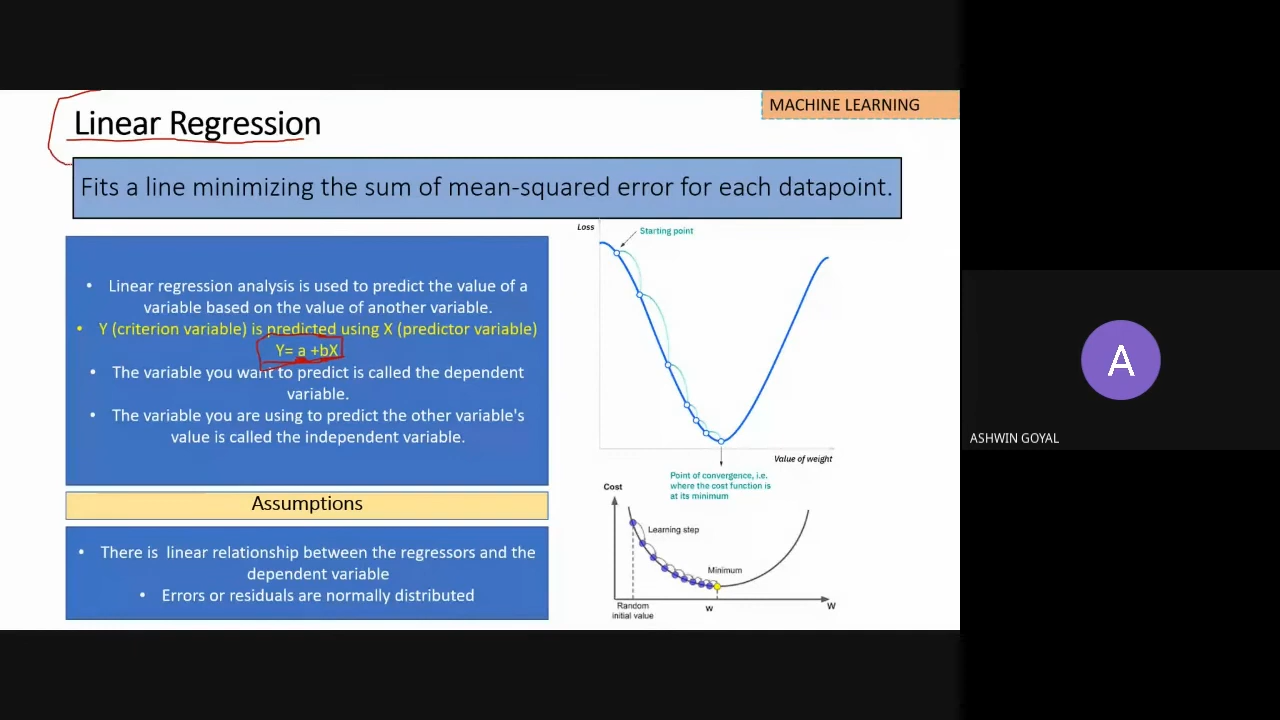 Linear Regression
MACHINE LEARNING
Fits a line minimizing the sum of mean-squared error for each datapoint.
• Linear regression analysis is used to predict the value of a
variable based on the value of another variable.
• Y (criterion variable) is predicted using X (predictor variable)
Y= a +bX
• The variable you want to predict is called the dependent
variable.
• The variable you are using to predict the other variable's
value is called the independent variable.
Assumptions
• There is linear relationship between the regressors and the
dependent variable
• Errors or residuals are normally distributed
Loss
Starting point
Value of weight
Point of convergence, i.e.
where the cost function is
at its minimum
Cost
Learning step
Minimum
Random
initial value
w
W
A
ASHWIN GOYAL